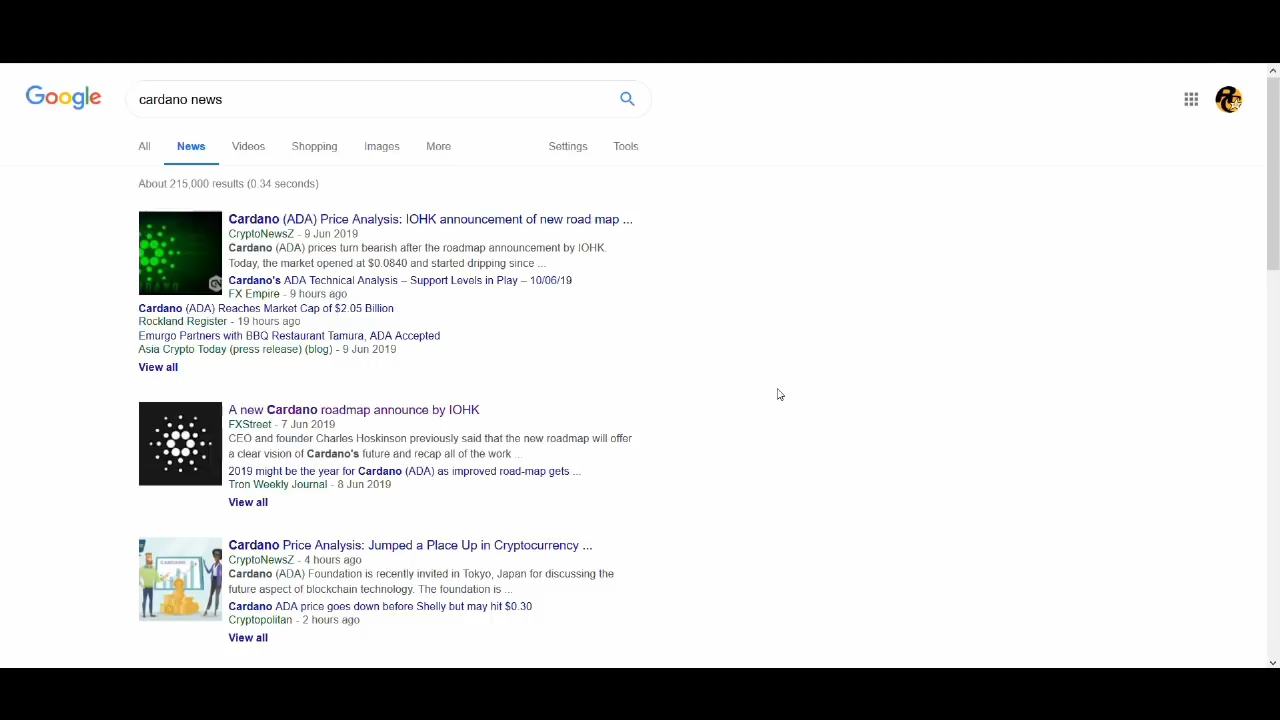 Google
cardano news
All News Videos Shopping Images More Settings Tools
About 215,000 results (0.34 seconds)
Cardano (ADA) Price Analysis: IOHK announcement of new road map ...
CryptoNewsZ - 9 Jun 2019
Cardano (ADA) prices turn bearish after the roadmap announcement by IOHK.
Today, the market opened at $0.0840 and started dripping since ...
Cardano's ADA Technical Analysis – Support Levels in Play – 10/06/19
FX Empire - 9 hours ago
Cardano (ADA) Reaches Market Cap of $2.05 Billion
Rockland Register - 19 hours ago
Emurgo Partners with BBQ Restaurant Tamura, ADA Accepted
Asia Crypto Today (press release) (blog) - 9 Jun 2019
View all
A new Cardano roadmap announce by IOHK
FXStreet - 7 Jun 2019
CEO and founder Charles Hoskinson previously said that the new roadmap will offer
a clear vision of Cardano's future and recap all of the work ...
2019 might be the year for Cardano (ADA) as improved road-map gets ...
Tron Weekly Journal - 8 Jun 2019
View all
Cardano Price Analysis: Jumped a Place Up in Cryptocurrency ...
CryptoNewsZ - 4 hours ago
Cardano (ADA) Foundation is recently invited in Tokyo, Japan for discussing the
future aspect of blockchain technology. The foundation is ...
Cardano ADA price goes down before Shelly but may hit $0.30
Cryptopolitan - 2 hours ago
View all